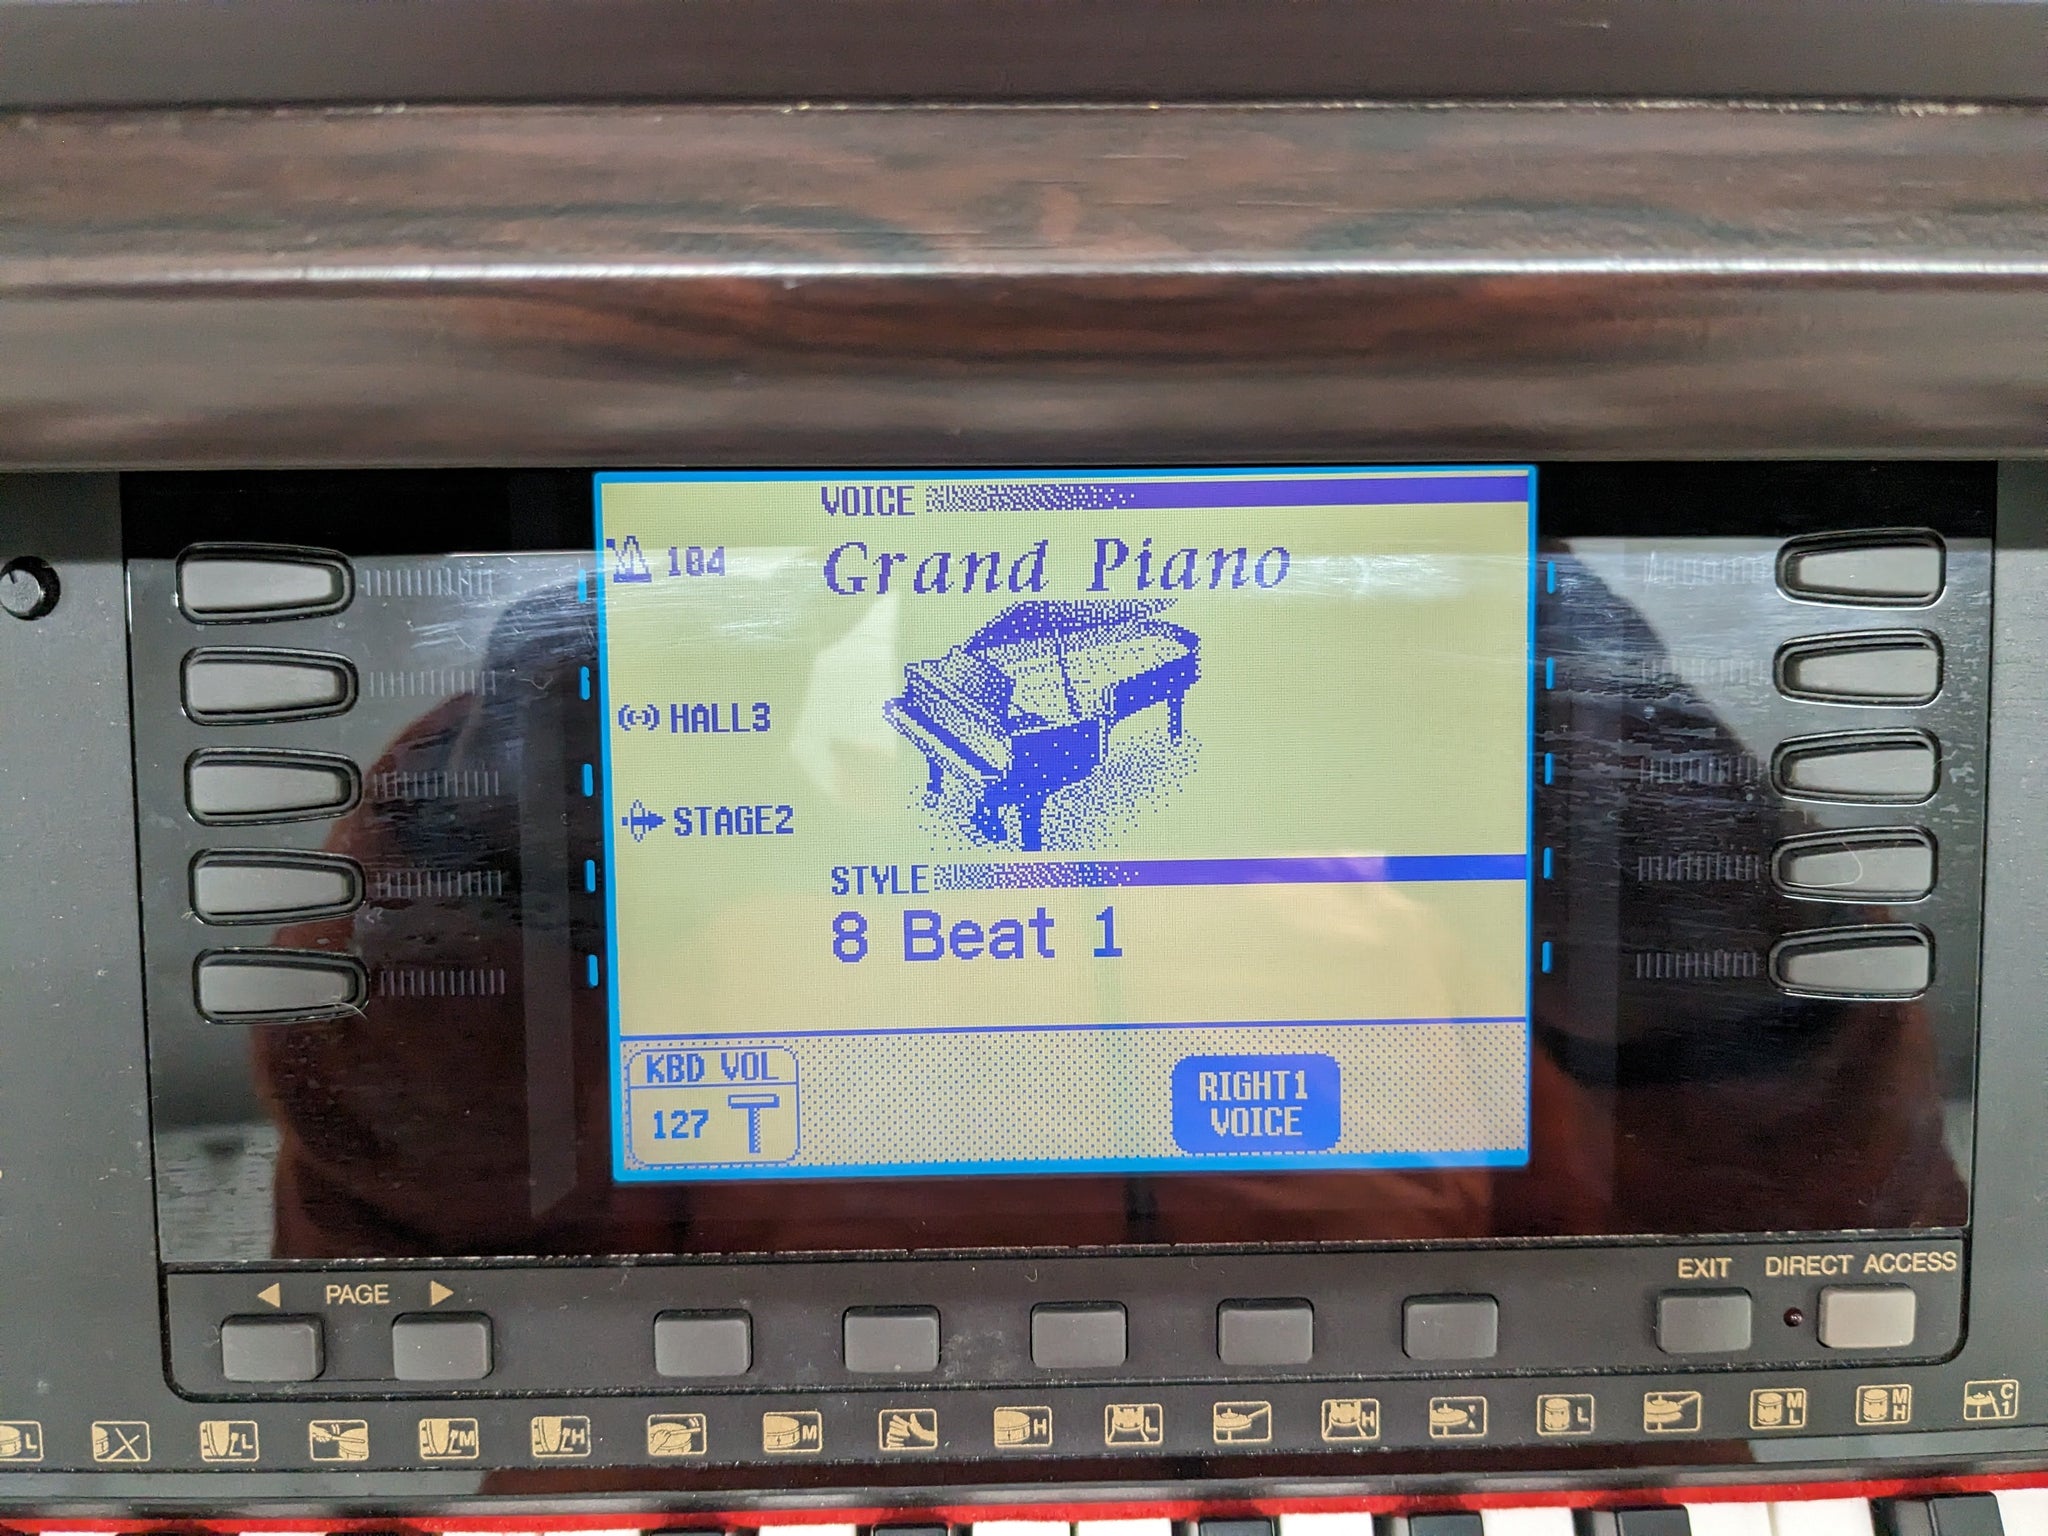 VOICE
104
Grand Piano
HALL3
STAGE2
STYLE
8 Beat 1
KBD VOL
127
RIGHT1
VOICE
PAGE
EXIT
DIRECT ACCESS
L
L
M
H
M
H
L
H
L
M
L
M
H
C
1